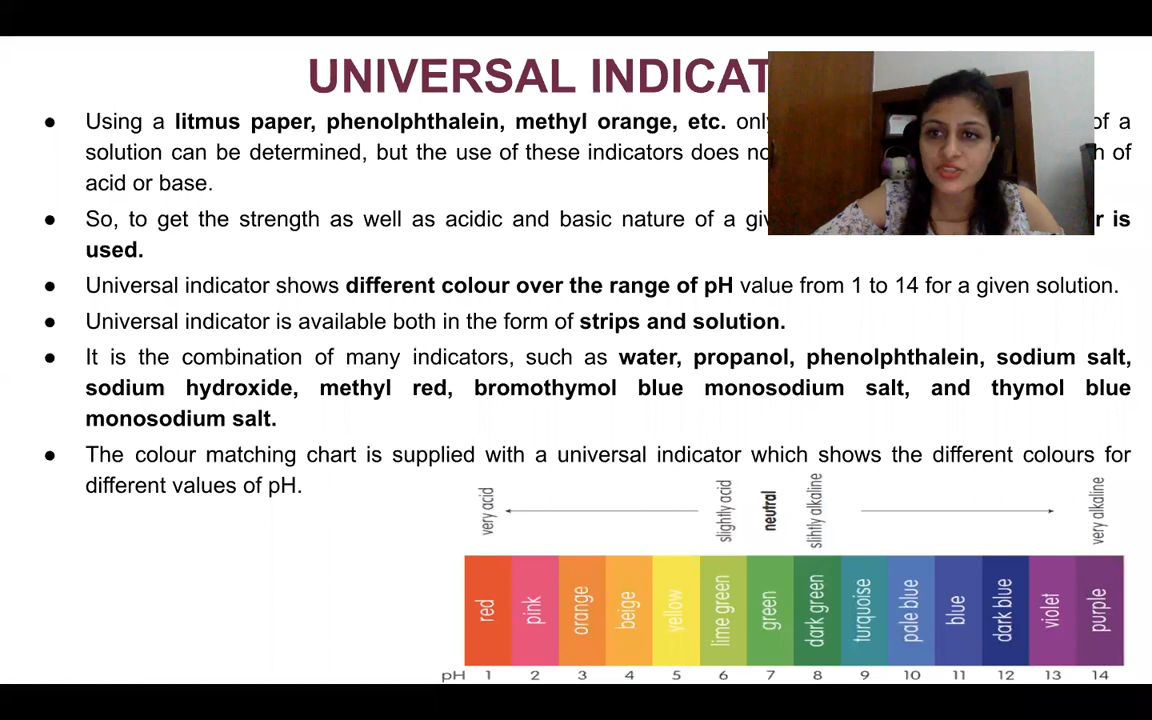 UNIVERSAL INDICAT
● Using a litmus paper, phenolphthalein, methyl orange, etc. only of a
solution can be determined, but the use of these indicators does of
acid or base.
● So, to get the strength as well as acidic and basic nature of a is
used.
● Universal indicator shows different colour over the range of pH value from 1 to 14 for a given solution.
● Universal indicator is available both in the form of strips and solution.
● It is the combination of many indicators, such as water, propanol, phenolphthalein, sodium salt,
sodium hydroxide, methyl red, bromothymol blue monosodium salt, and thymol blue
monosodium salt.
● The colour matching chart is supplied with a universal indicator which shows the different colours for
different values of pH.
very acid slightly acid neutral slihtly alkaline very alkaline
red pink orange beige yellow lime green green dark green turquoise pale blue blue dark blue violet purple
pH 1 2 3 4 5 6 7 8 9 10 11 12 13 14